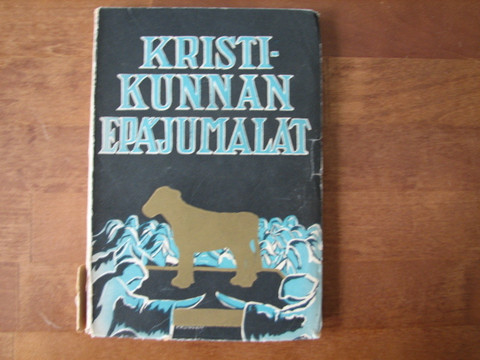 KRISTI-
KUNNAN
EPÄJUMALAT